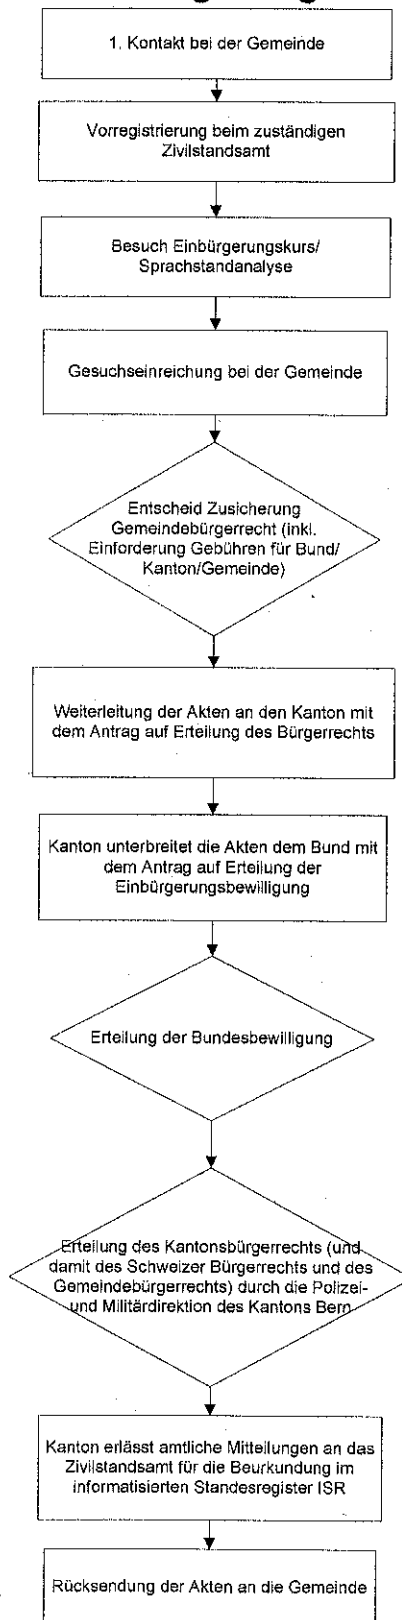 1. Kontakt bei der Gemeinde
Vorregistrierung beim zuständigen
Zivilstandsamt
Besuch Einbürgerungskurs/
Sprachstandanalyse
Gesuchseinreichung bei der Gemeinde
Entscheid Zusicherung
Gemeindebürgerrecht (inkl.
Einforderung Gebühren für Bund/
Kanton/Gemeinde)
Weiterleitung der Akten an den Kanton mit
dem Antrag auf Erteilung des Bürgerrechts
Kanton unterbreitet die Akten dem Bund mit
dem Antrag auf Erteilung der
Einbürgerungsbewilligung
Erteilung der Bundesbewilligung
Erteilung des Kantonsbürgerrechts (und
damit des Schweizer Bürgerrechts und des
Gemeindebürgerrechts) durch die Polizei-
und Militärdirektion des Kantons Bern
Kanton erlässt amtliche Mitteilungen an das
Zivilstandsamt für die Beurkundung im
informatisierten Standesregister ISR
Rücksendung der Akten an die Gemeinde